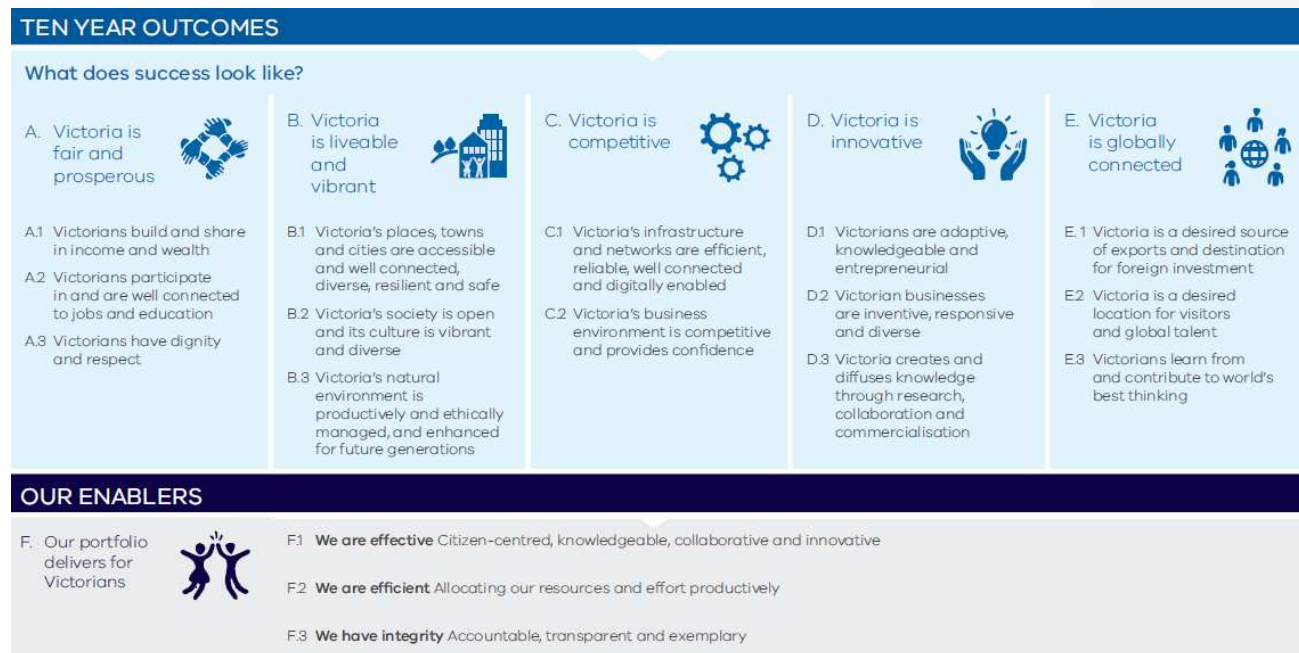 TEN YEAR OUTCOMES
What does success look like?
A. Victoria is
fair and
prosperous
A.1 Victorians build and share
in income and wealth
A.2 Victorians participate
in and are well connected
to jobs and education
A.3 Victorians have dignity
and respect
B. Victoria
is liveable
and
vibrant
B.1 Victoria's places, towns
and cities are accessible
and well connected,
diverse, resilient and safe
B.2 Victoria's society is open
and its culture is vibrant
and diverse
B.3 Victoria's natural
environment is
productively and ethically
managed, and enhanced
for future generations
C. Victoria is
competitive
C.1 Victoria's infrastructure
and networks are efficient,
reliable, well connected
and digitally enabled
C.2 Victoria's business
environment is competitive
and provides confidence
D. Victoria is
innovative
D.1 Victorians are adaptive,
knowledgeable and
entrepreneurial
D.2 Victorian businesses
are inventive, responsive
and diverse
D.3 Victoria creates and
diffuses knowledge
through research,
collaboration and
commercialisation
E. Victoria
is globally
connected
E.1 Victoria is a desired source
of exports and destination
for foreign investment
E.2 Victoria is a desired
location for visitors
and global talent
E.3 Victorians learn from
and contribute to world's
best thinking
OUR ENABLERS
F. Our portfolio
delivers for
Victorians
F.1 We are effective Citizen-centred, knowledgeable, collaborative and innovative
F.2 We are efficient Allocating our resources and effort productively
F.3 We have integrity Accountable, transparent and exemplary